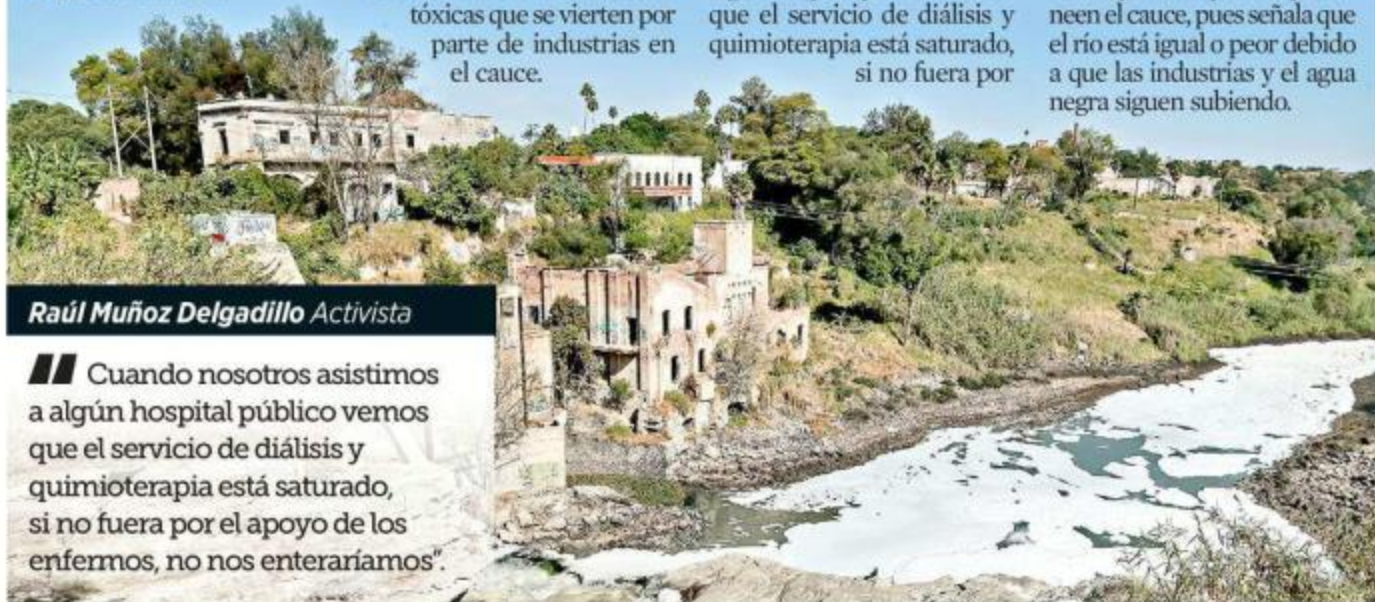 tóxicas que se vierten por
parte de industrias en
el cauce.
que el servicio de diálisis y
quimioterapia está saturado,
si no fuera por
neen el cauce, pues señala que
el río está igual o peor debido
a que las industrias y el agua
negra siguen subiendo.
Raúl Muñoz Delgadillo Activista
" Cuando nosotros asistimos
a algún hospital público vemos
que el servicio de diálisis y
quimioterapia está saturado,
si no fuera por el apoyo de los
enfermos, no nos enteraríamos”.